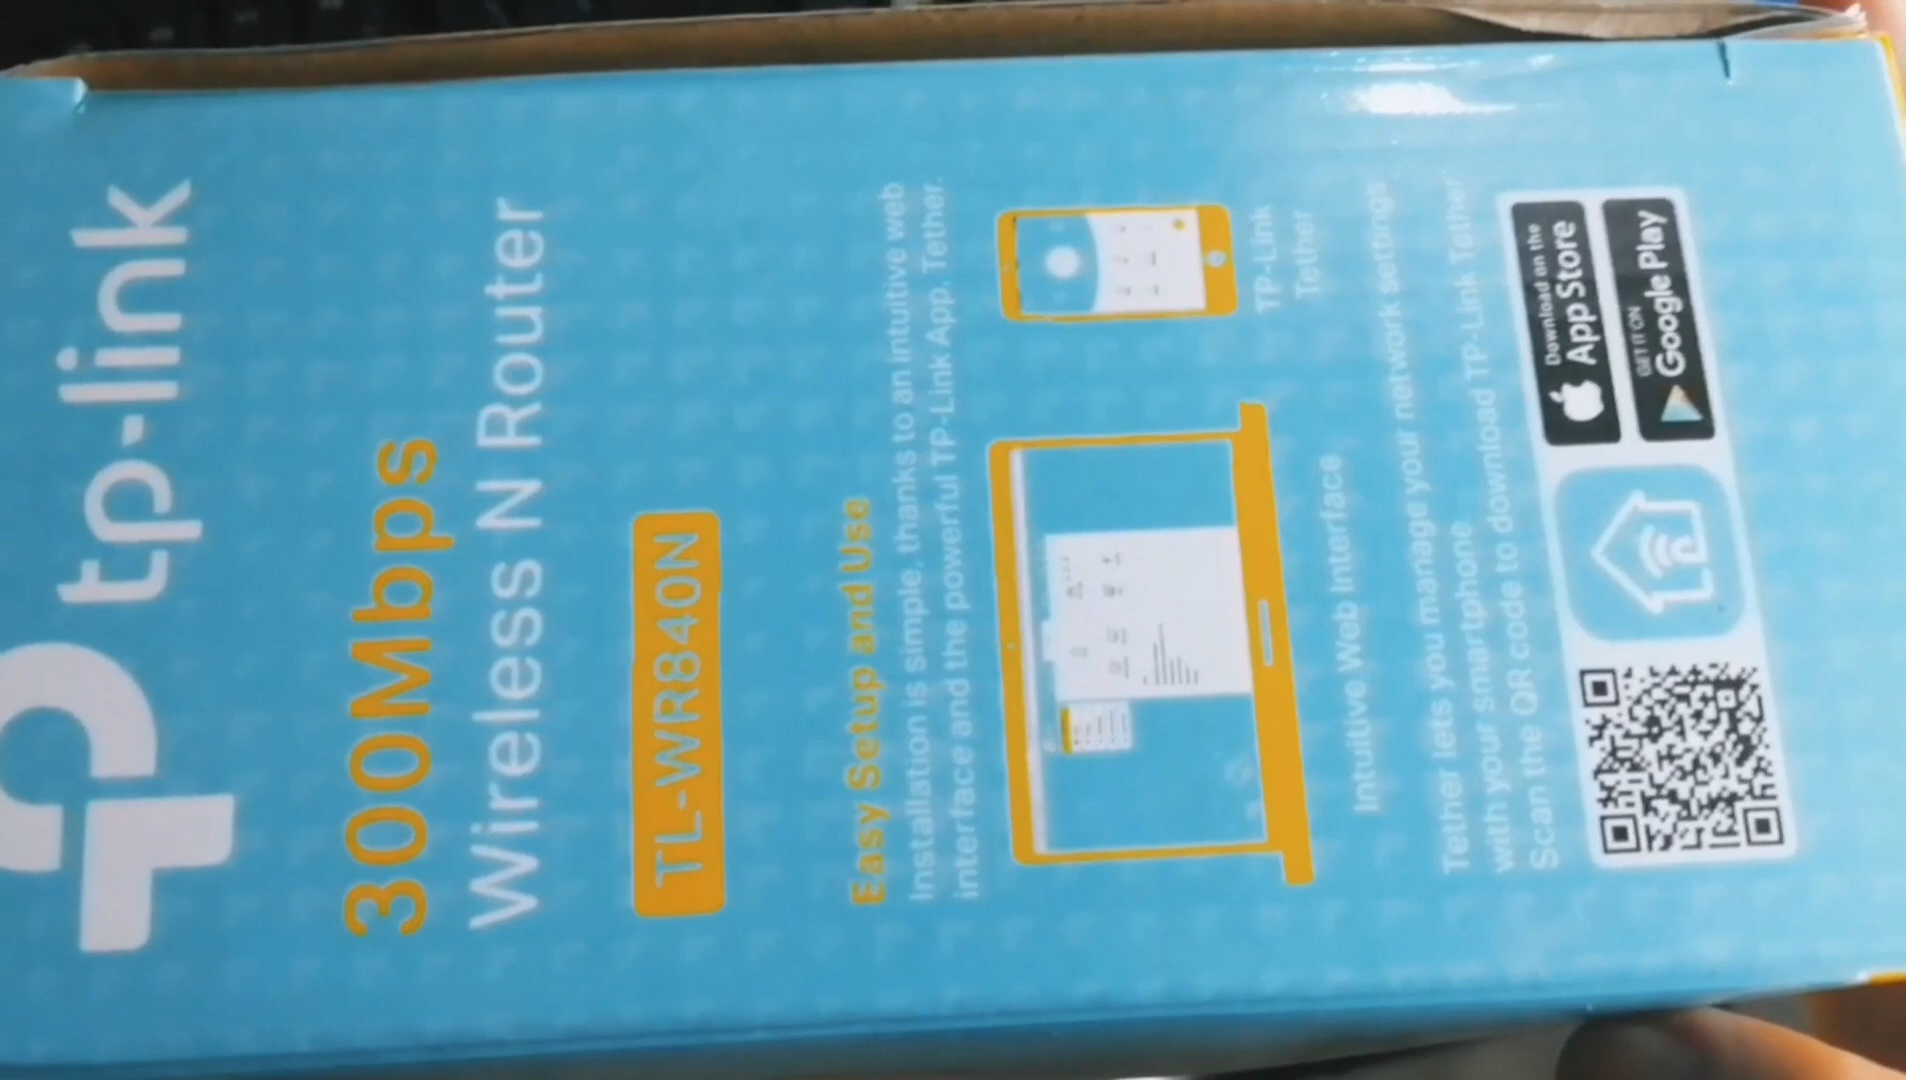 tp-link
300Mbps
Wireless N Router
TL-WR840N
Easy Setup and Use
Installation is simple, thanks to an intuitive web
interface and the powerful TP-Link App, Tether.
Intuitive Web Interface
TP-Link
Tether
Tether lets you manage your network settings
with your smartphone
Scan the QR code to download TP-Link Tether
Download on the
App Store
GET IT ON
Google Play